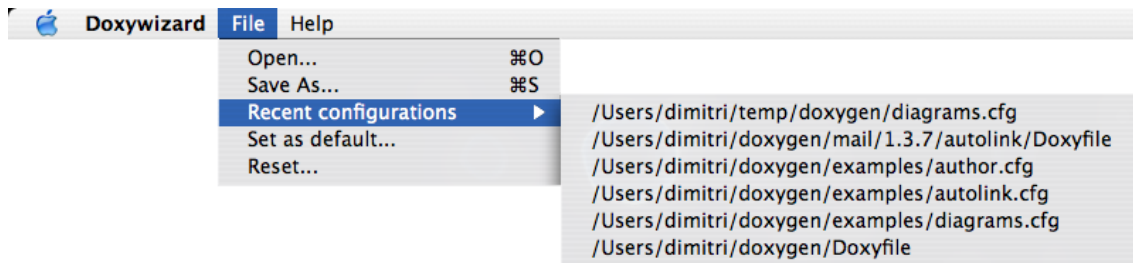 Doxywizard File Help
Open... ⌘O
Save As... ⌘S
Recent configurations
Set as default...
Reset...
/Users/dimitri/temp/doxygen/diagrams.cfg
/Users/dimitri/doxygen/mail/1.3.7/autolink/Doxyfile
/Users/dimitri/doxygen/examples/author.cfg
/Users/dimitri/doxygen/examples/autolink.cfg
/Users/dimitri/doxygen/examples/diagrams.cfg
/Users/dimitri/doxygen/Doxyfile